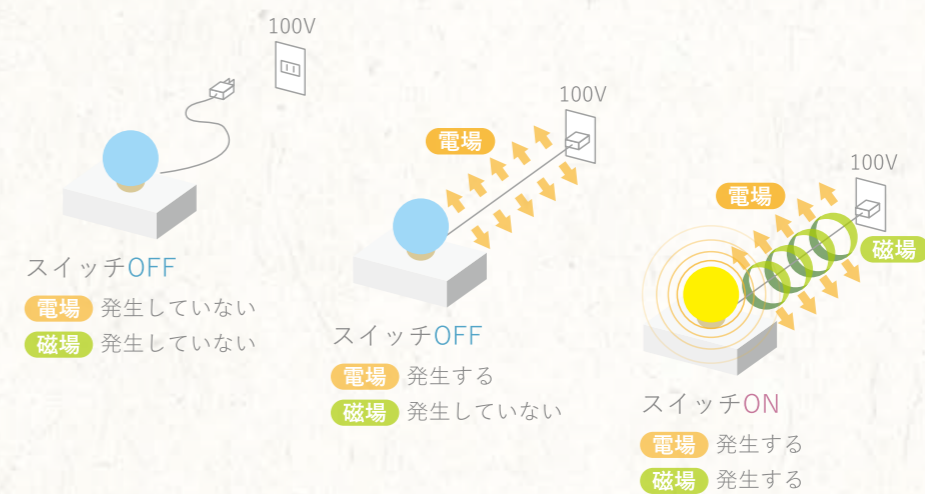 100V
スイッチOFF
電場 発生していない
磁場 発生していない
100V
電場
スイッチOFF
電場 発生する
磁場 発生していない
100V
電場
磁場
スイッチON
電場 発生する
磁場 発生する